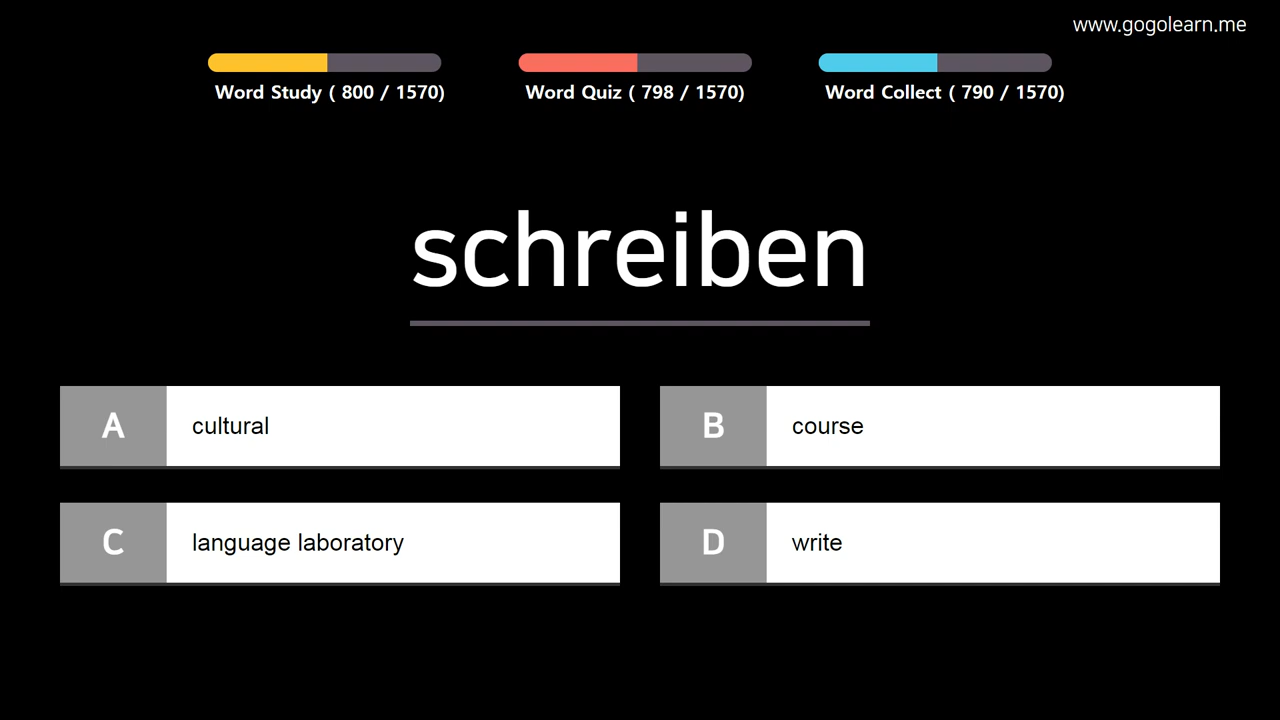 www.gogolearn.me
Word Study ( 800 / 1570)
Word Quiz ( 798 / 1570)
Word Collect ( 790 / 1570)
schreiben
A cultural
B course
C language laboratory
D write